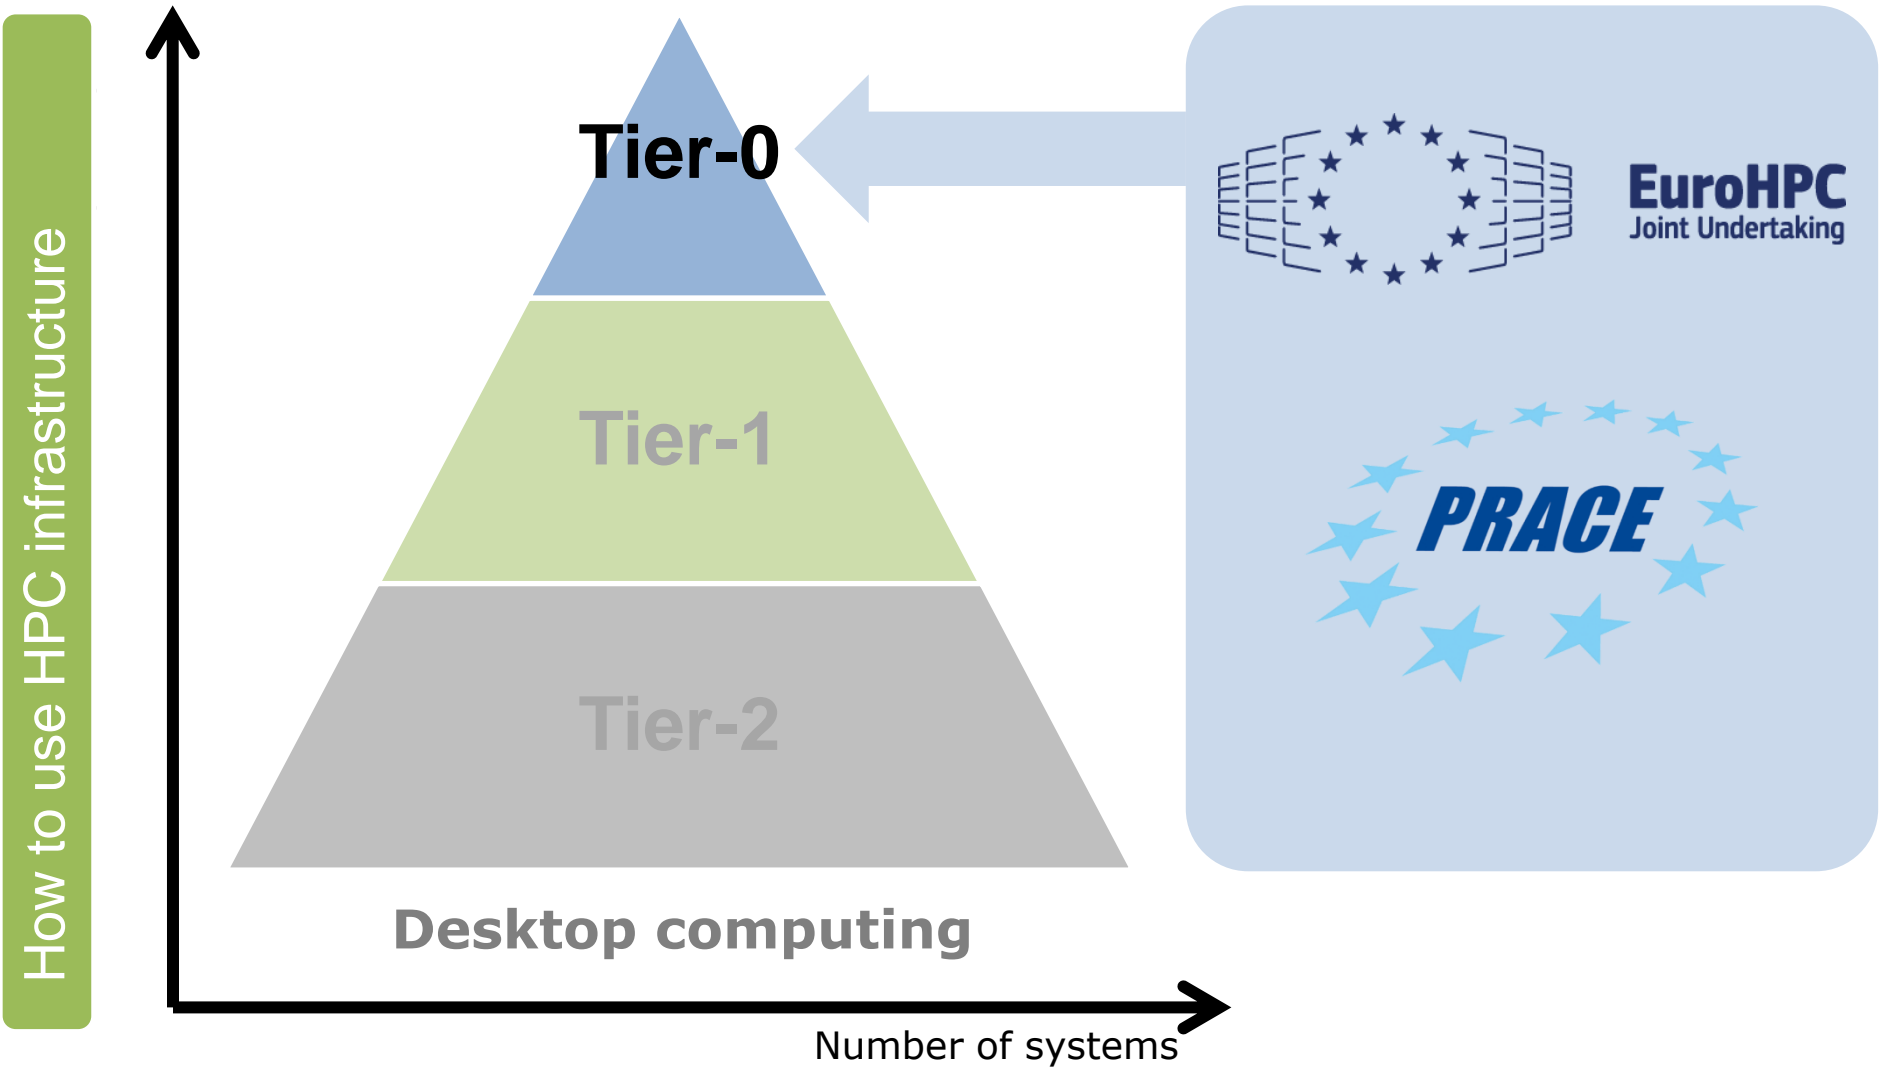 How to use HPC infrastructure
Tier-0
Tier-1
Tier-2
Desktop computing
Number of systems
EuroHPC
Joint Undertaking
PRACE